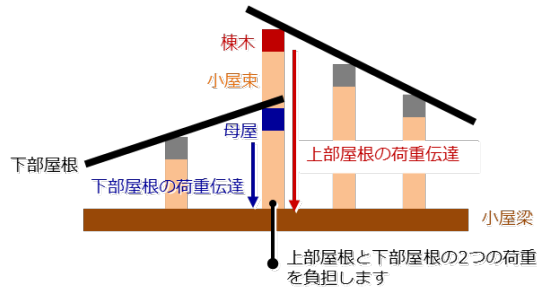 棟木
小屋束
母屋
上部屋根の荷重伝達
下部屋根
下部屋根の荷重伝達
小屋梁
上部屋根と下部屋根の2つの荷重
を負担します